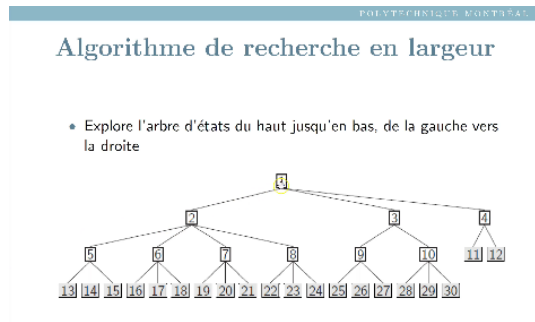 POLYTECHNIQUE MONTRÉAL
Algorithme de recherche en largeur
• Explore l'arbre d'états du haut jusqu'en bas, de la gauche vers
la droite
1
2 3 4
5 6 7 8 9 10 11 12
13 14 15 16 17 18 19 20 21 22 23 24 25 26 27 28 29 30